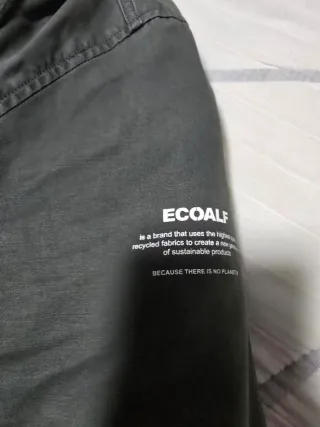 ECOALF
is a brand that uses the highest
recycled fabrics to create a new
of sustainable products
BECAUSE THERE IS NO PLANET